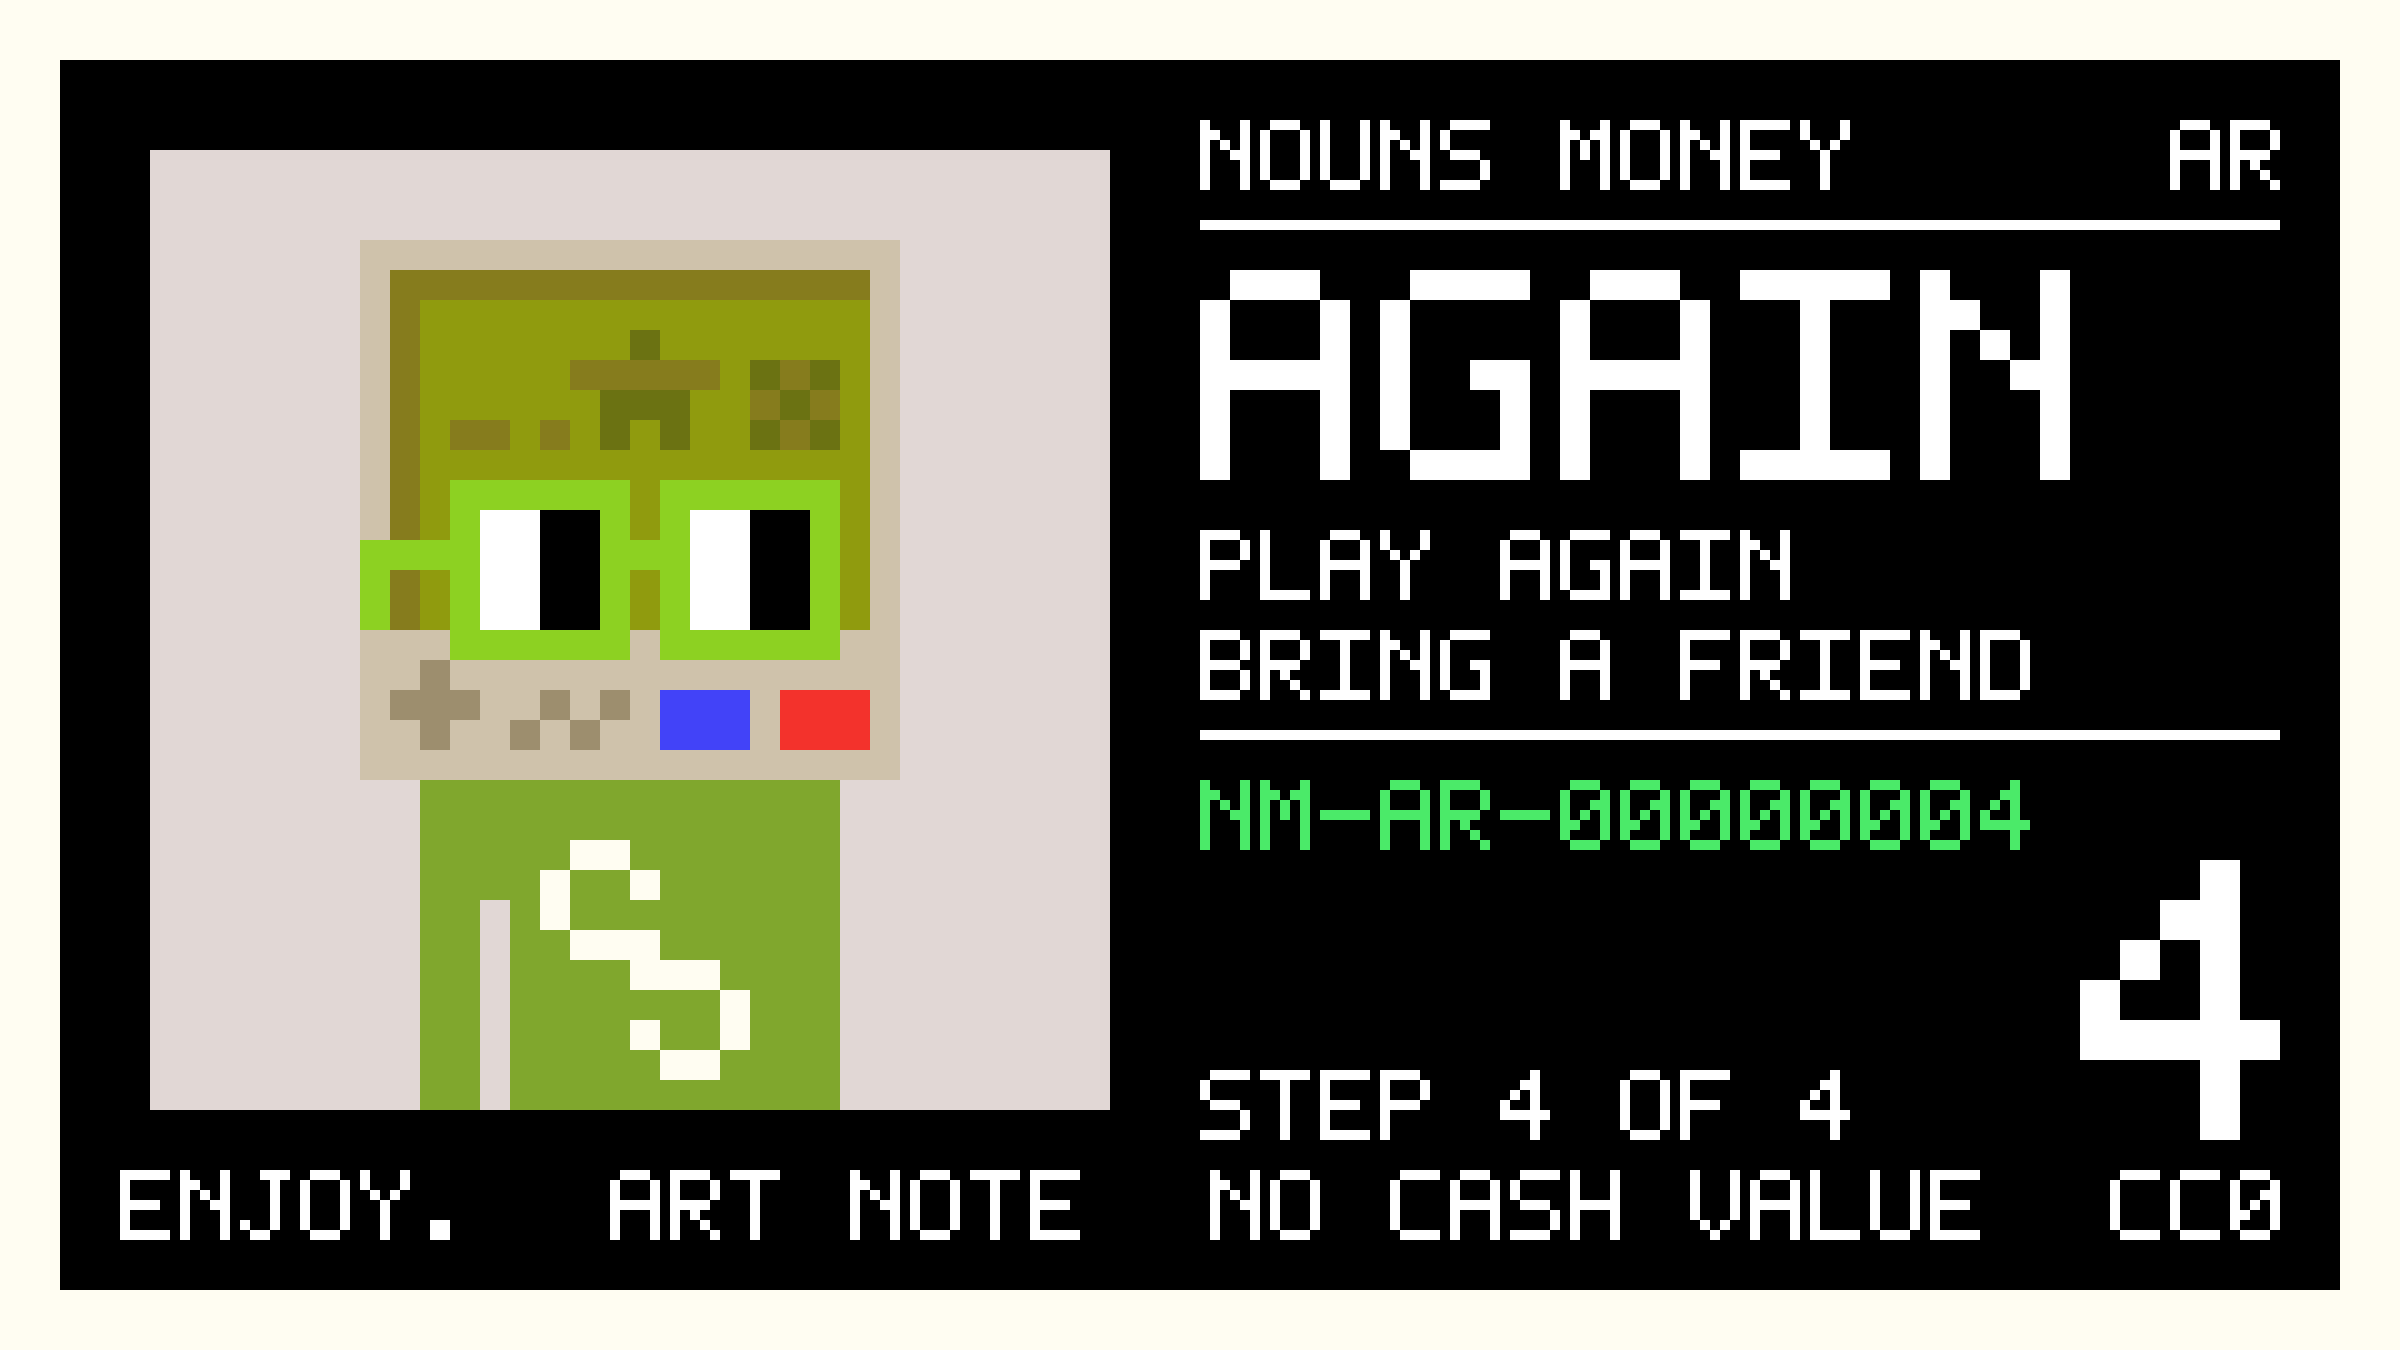 NOUNS MONEY AR
AGAIN
PLAY AGAIN
BRING A FRIEND
NM-AR-00000004
4
STEP 4 OF 4
S
ENJOY. ART NOTE NO CASH VALUE CC0